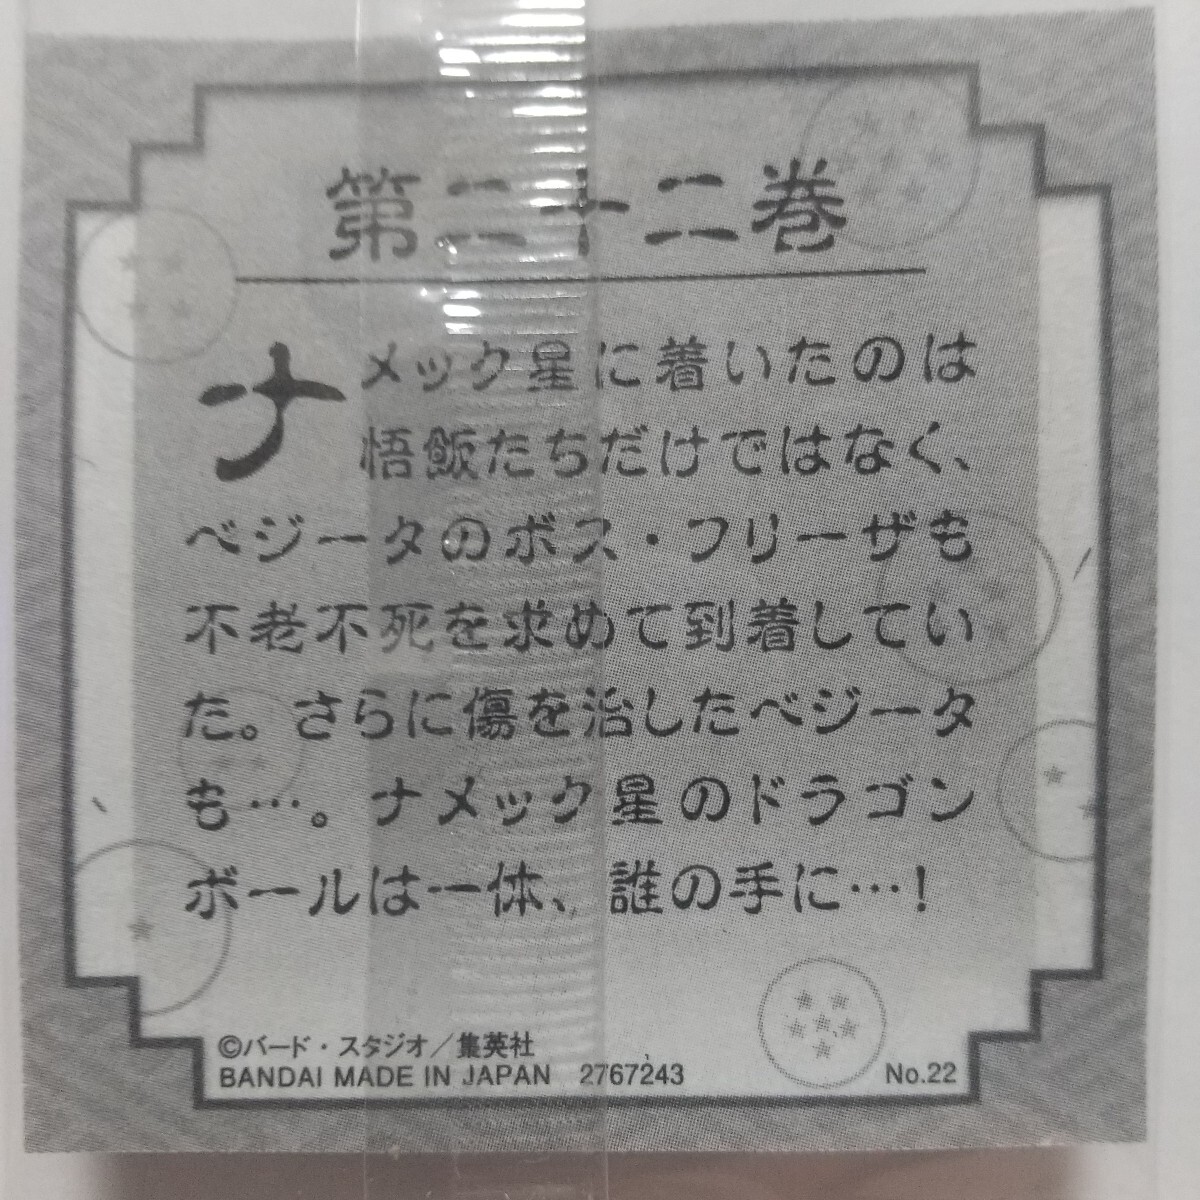 第二十二巻
ナメック星に着いたのは
悟飯たちだけではなく、
ベジータのボス・フリーザも
不老不死を求めて到着してい
た。さらに傷を治したベジータ
も…。ナメック星のドラゴン
ボールは一体、誰の手に…!
©バード・スタジオ／集英社
BANDAI MADE IN JAPAN 2767243 No.22